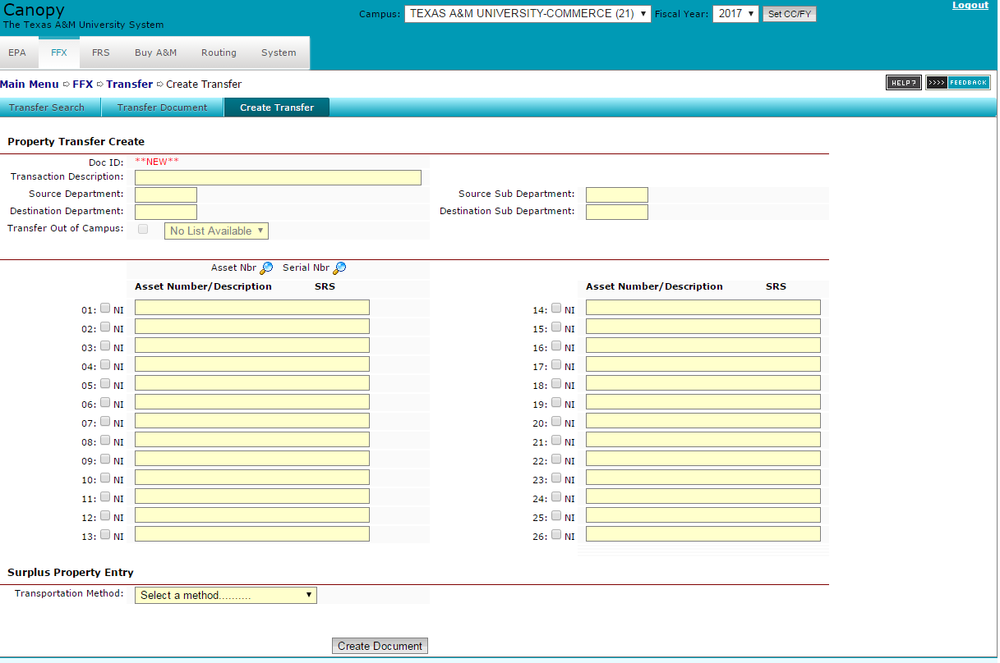 Canopy
The Texas A&M University System
Campus: TEXAS A&M UNIVERSITY-COMMERCE (21) Fiscal Year: 2017 Set CC/FY
Logout
EPA FFX FRS Buy A&M Routing System
Main Menu ⇨ FFX ⇨ Transfer ⇨ Create Transfer
HELP? >>>> FEEDBACK
Transfer Search Transfer Document Create Transfer
Property Transfer Create
Doc ID: **NEW**
Transaction Description:
Source Department: Source Sub Department:
Destination Department: Destination Sub Department:
Transfer Out of Campus: No List Available
Asset Nbr Serial Nbr
Asset Number/Description SRS Asset Number/Description SRS
01: NI 14: NI
02: NI 15: NI
03: NI 16: NI
04: NI 17: NI
05: NI 18: NI
06: NI 19: NI
07: NI 20: NI
08: NI 21: NI
09: NI 22: NI
10: NI 23: NI
11: NI 24: NI
12: NI 25: NI
13: NI 26: NI
Surplus Property Entry
Transportation Method: Select a method..........
Create Document